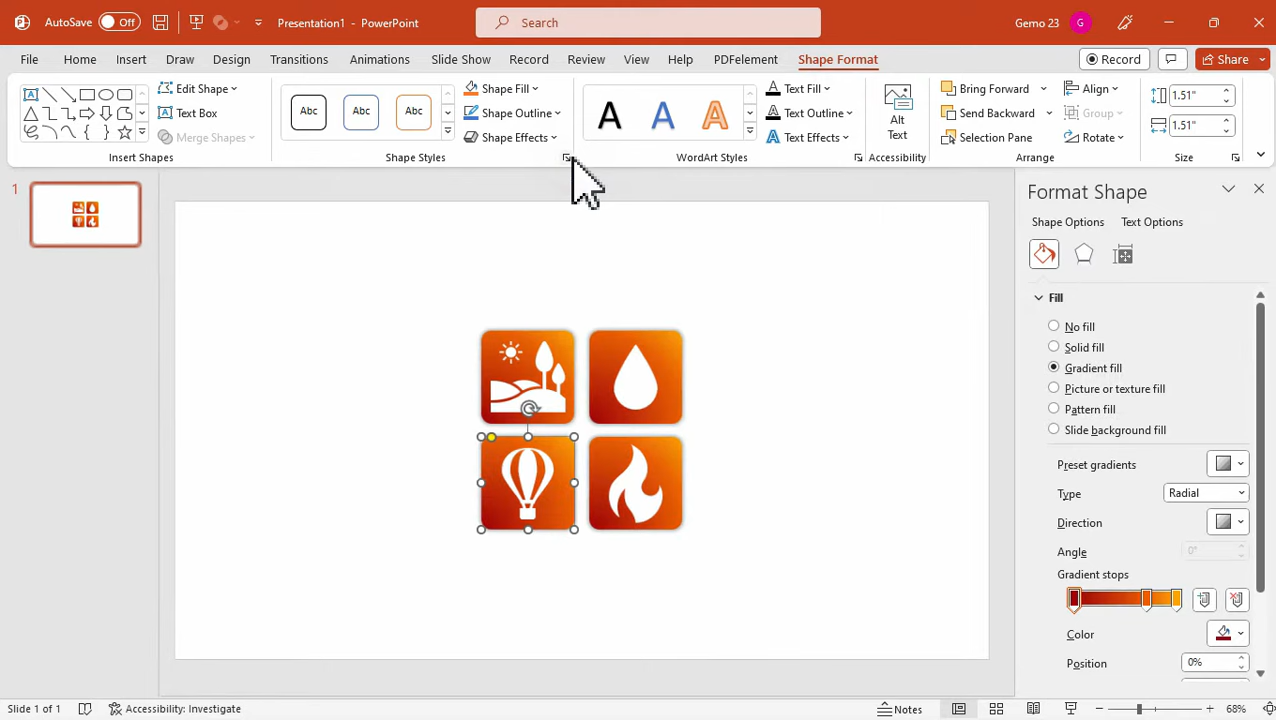 AutoSave Off Presentation1 - PowerPoint Search Gemo 23 G
File Home Insert Draw Design Transitions Animations Slide Show Record Review View Help PDFelement Shape Format Record Share
Edit Shape
Text Box
Merge Shapes
Insert Shapes
Abc Abc Abc
Shape Fill
Shape Outline
Shape Effects
Shape Styles
A A A
Text Fill
Text Outline
Text Effects
WordArt Styles
Alt
Text
Accessibility
Bring Forward
Send Backward
Selection Pane
Align
Group
Rotate
Arrange
1.51"
1.51"
Size
1
Format Shape
Shape Options Text Options
Fill
No fill
Solid fill
Gradient fill
Picture or texture fill
Pattern fill
Slide background fill
Preset gradients
Type Radial
Direction
Angle 0°
Gradient stops
Color
Position 0%
Slide 1 of 1 Accessibility: Investigate Notes 68%